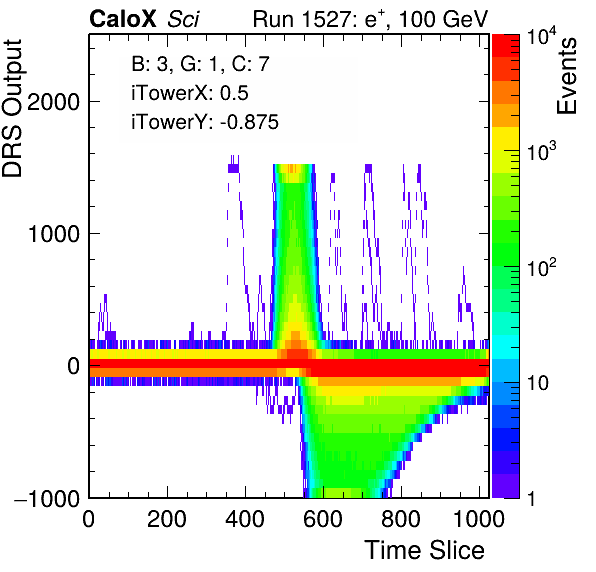 CaloX Sci Run 1527: e⁺, 100 GeV
B: 3, G: 1, C: 7
iTowerX: 0.5
iTowerY: -0.875
DRS Output
2000
1000
0
−1000
0 200 400 600 800 1000
Time Slice
Events
10⁴
10³
10²
10
1